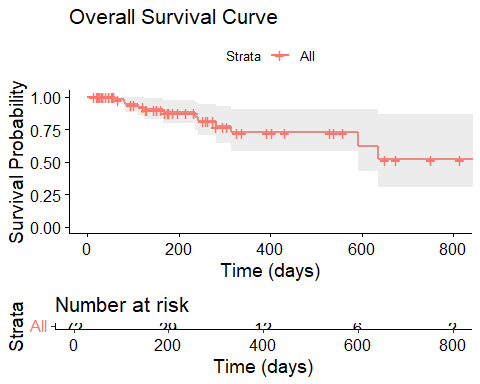 Overall Survival Curve
Strata All
Survival Probability
1.00
0.75
0.50
0.25
0.00
0 200 400 600 800
Time (days)
Number at risk
Strata
All
0 200 400 600 800
Time (days)